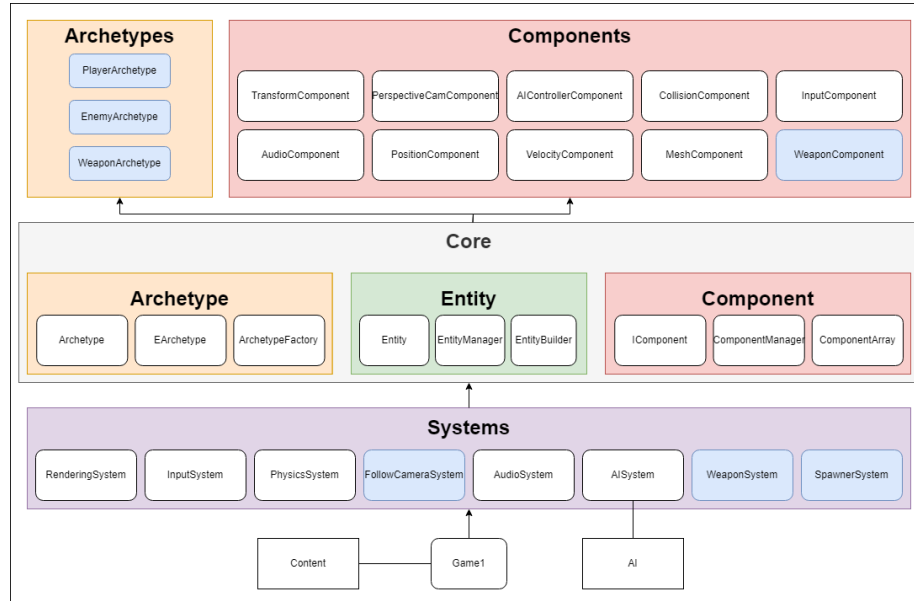 Archetypes
PlayerArchetype
EnemyArchetype
WeaponArchetype
Components
TransformComponent
PerspectiveCamComponent
AIControllerComponent
CollisionComponent
InputComponent
AudioComponent
PositionComponent
VelocityComponent
MeshComponent
WeaponComponent
Core
Archetype
Archetype
EArchetype
ArchetypeFactory
Entity
Entity
EntityManager
EntityBuilder
Component
IComponent
ComponentManager
ComponentArray
Systems
RenderingSystem
InputSystem
PhysicsSystem
FollowCameraSystem
AudioSystem
AISystem
WeaponSystem
SpawnerSystem
Content
Game1
AI